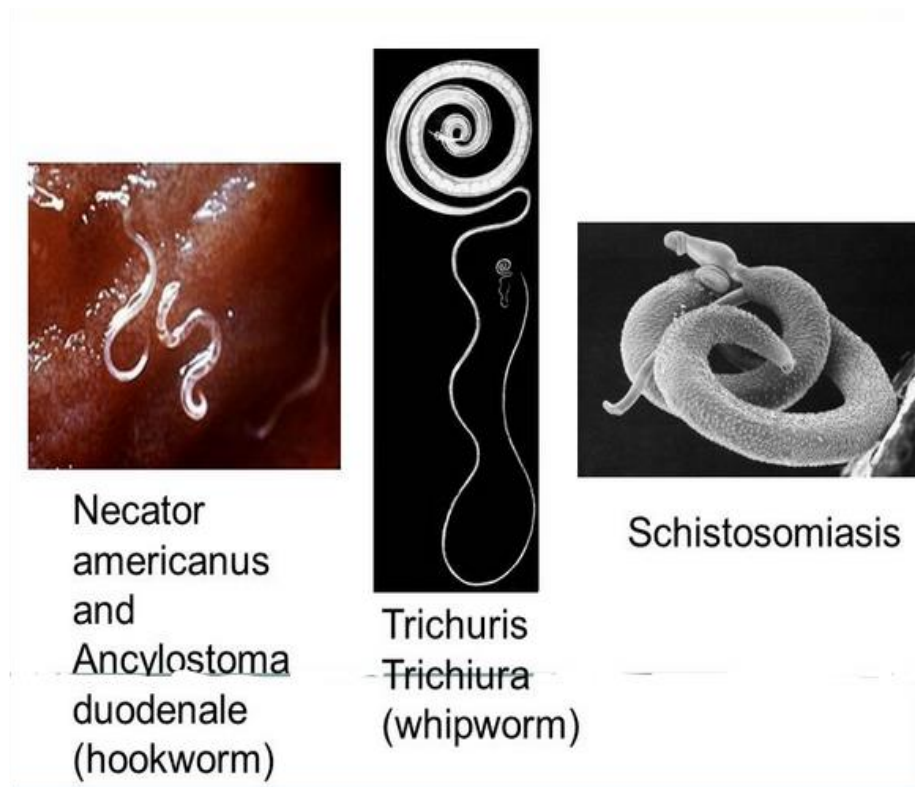 Necator
americanus
and
Ancylostoma
duodenale
(hookworm)
Trichuris
Trichiura
(whipworm)
Schistosomiasis